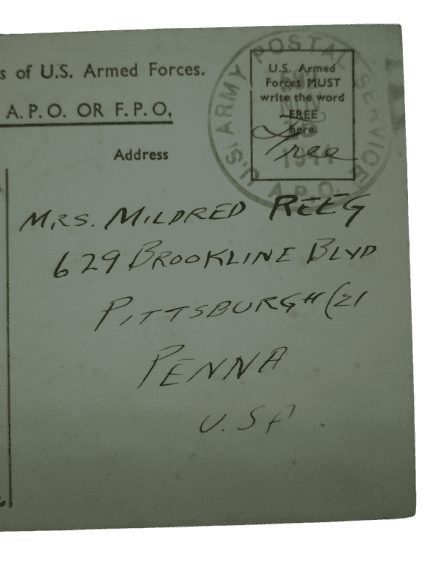 s of U.S. Armed Forces.
A.P.O. OR F.P.O,
Address
U.S. ARMY POSTAL SERVICE
A.P.O.
U.S. Armed
Forces MUST
write the word
FREE
here.
Free
MRS. MILDRED REEG
629 BROOKLINE BLVD
PITTSBURGH (21
PENNA
U.SA.